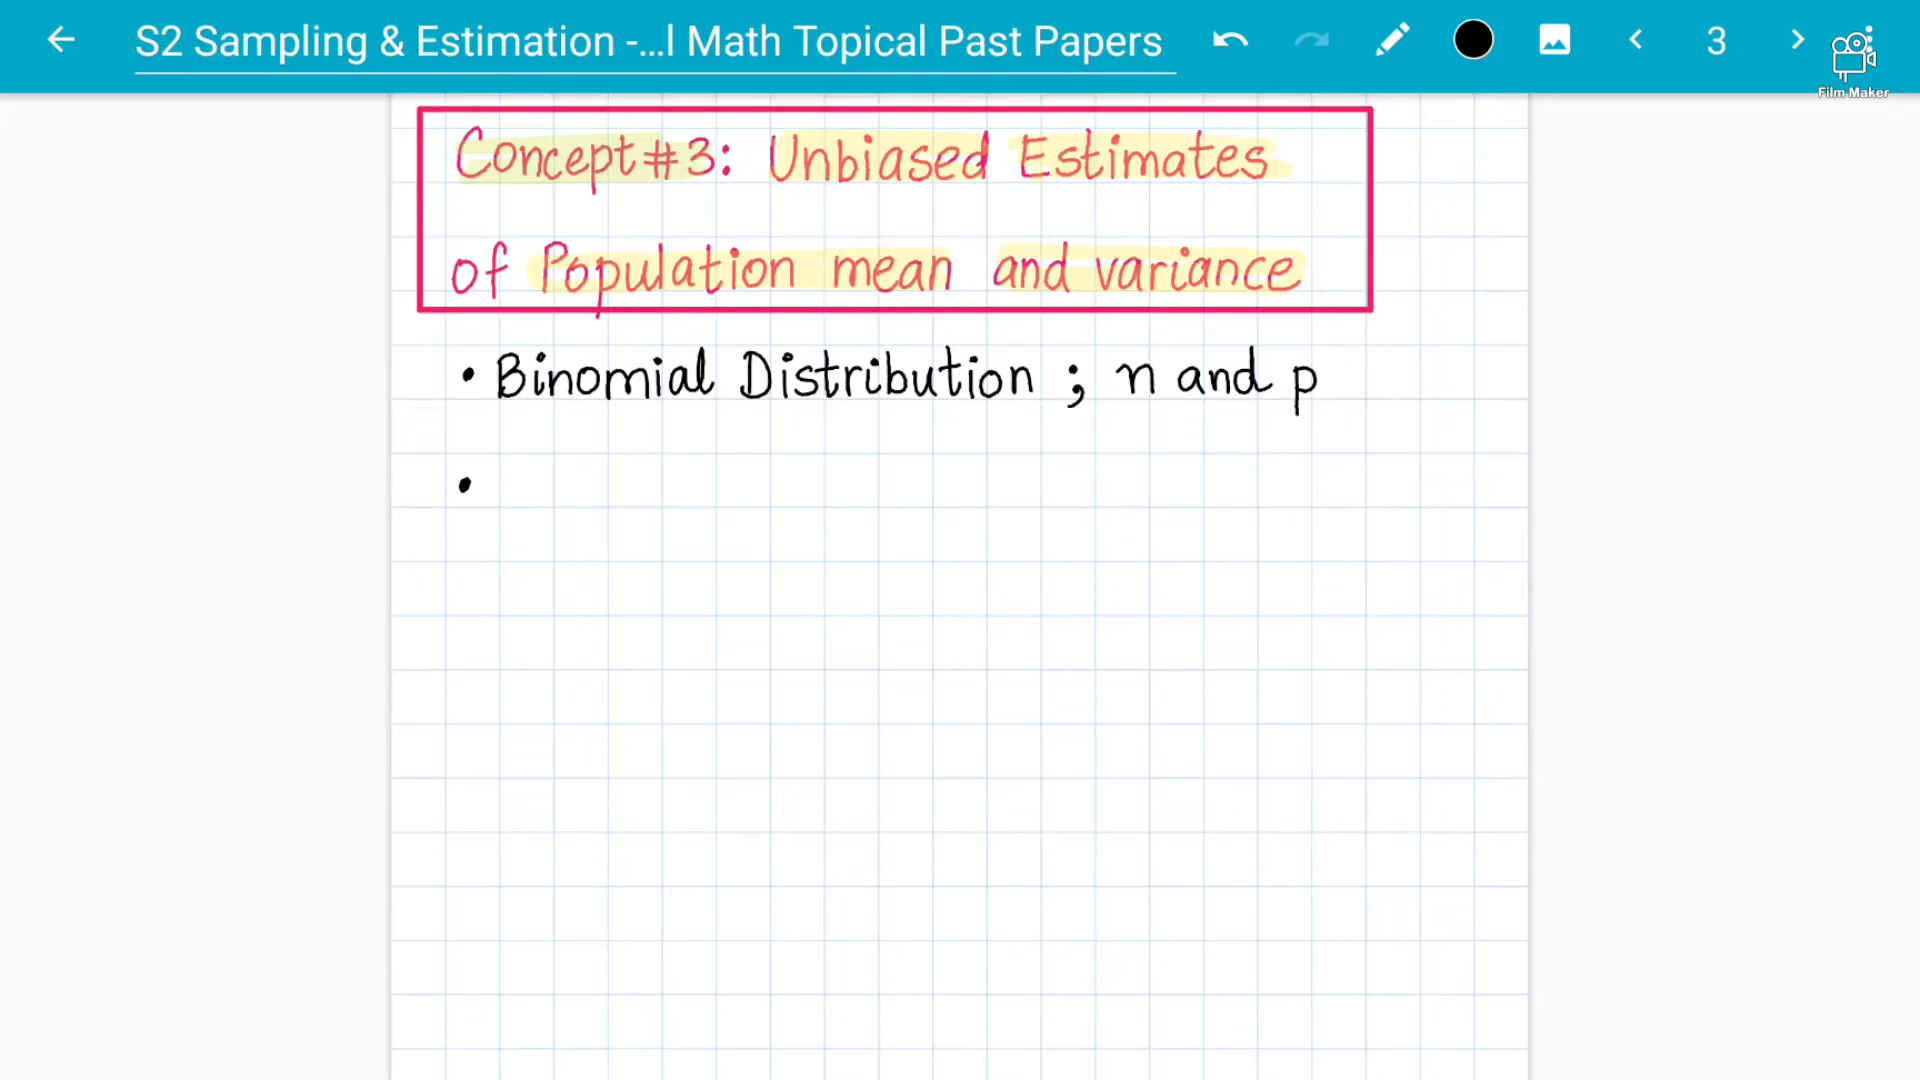 S2 Sampling & Estimation -...l Math Topical Past Papers
3
Film Maker
Concept#3: Unbiased Estimates
of Population mean and variance
• Binomial Distribution ; n and p
•